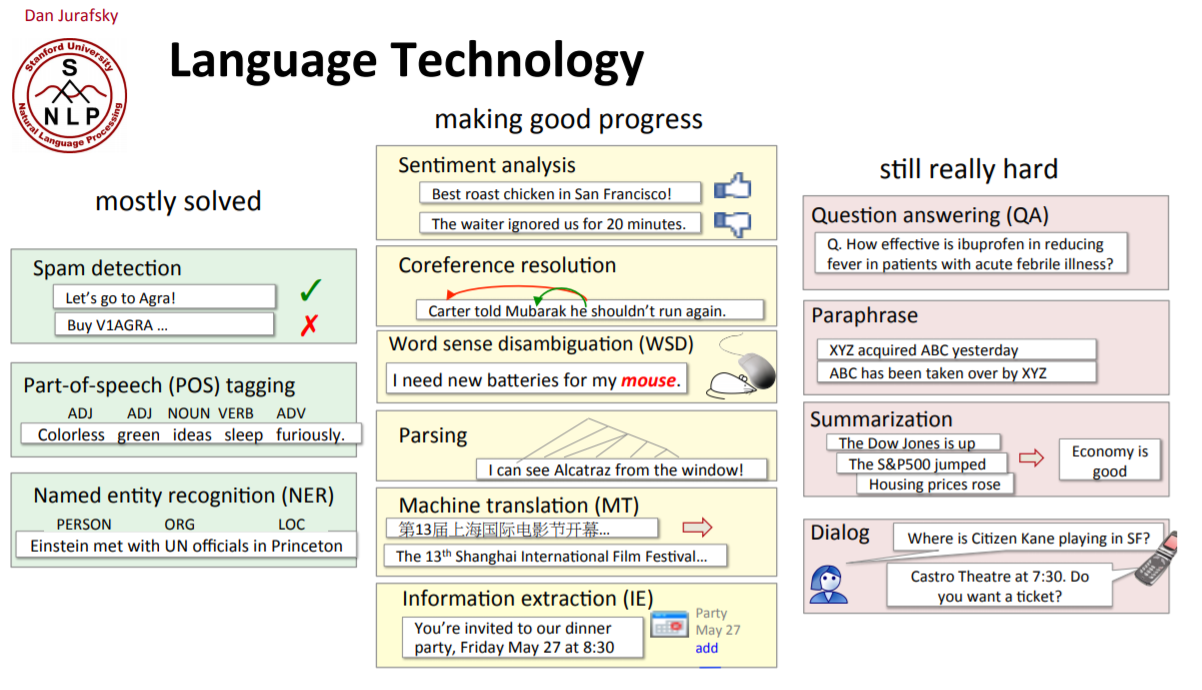 Dan Jurafsky
Stanford University
S
NLP
Natural Language Processing
Language Technology
mostly solved
Spam detection
Let’s go to Agra!
✓
Buy V1AGRA …
✗
Part-of-speech (POS) tagging
ADJ ADJ NOUN VERB ADV
Colorless green ideas sleep furiously.
Named entity recognition (NER)
PERSON ORG LOC
Einstein met with UN officials in Princeton
making good progress
Sentiment analysis
Best roast chicken in San Francisco!
The waiter ignored us for 20 minutes.
Coreference resolution
Carter told Mubarak he shouldn’t run again.
Word sense disambiguation (WSD)
I need new batteries for my mouse.
Parsing
I can see Alcatraz from the window!
Machine translation (MT)
第13届上海国际电影节开幕…
The 13th Shanghai International Film Festival…
Information extraction (IE)
You’re invited to our dinner
party, Friday May 27 at 8:30
Party
May 27
add
still really hard
Question answering (QA)
Q. How effective is ibuprofen in reducing
fever in patients with acute febrile illness?
Paraphrase
XYZ acquired ABC yesterday
ABC has been taken over by XYZ
Summarization
The Dow Jones is up
The S&P500 jumped
Housing prices rose
Economy is
good
Dialog
Where is Citizen Kane playing in SF?
Castro Theatre at 7:30. Do
you want a ticket?